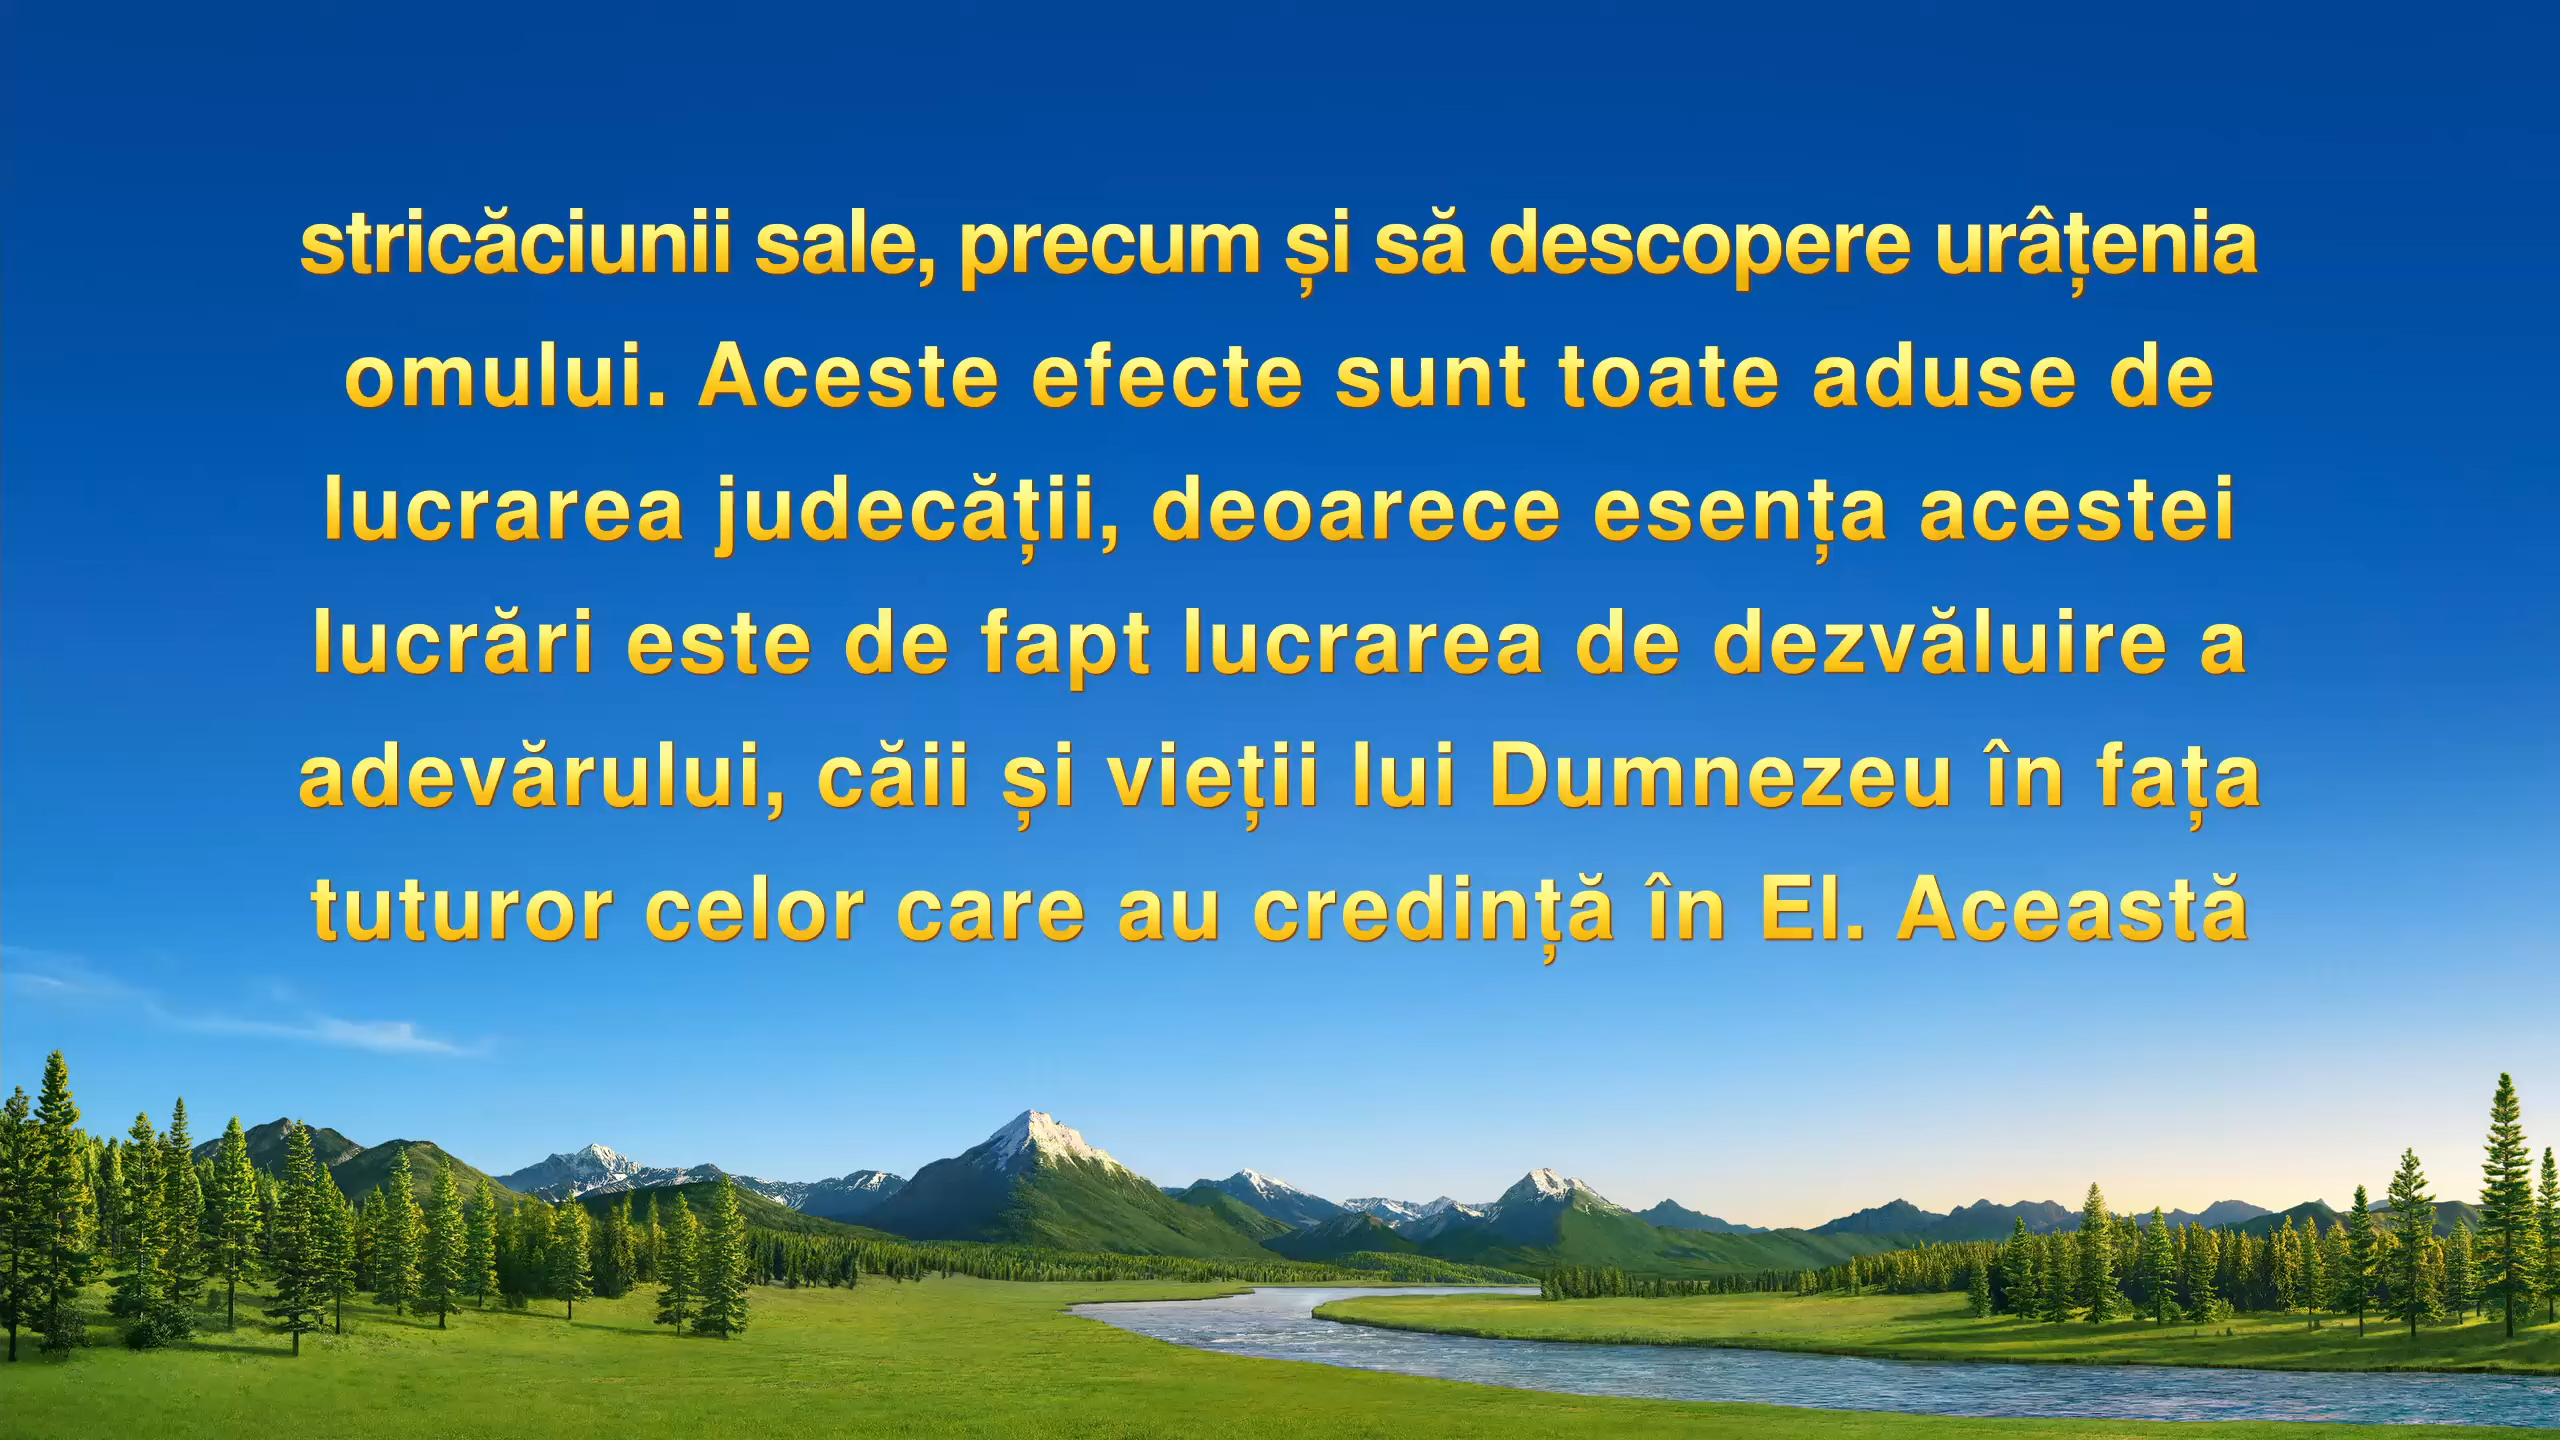 stricăciunii sale, precum și să descopere urâțenia
omului. Aceste efecte sunt toate aduse de
lucrarea judecății, deoarece esența acestei
lucrări este de fapt lucrarea de dezvăluire a
adevărului, căii și vieții lui Dumnezeu în fața
tuturor celor care au credință în El. Această